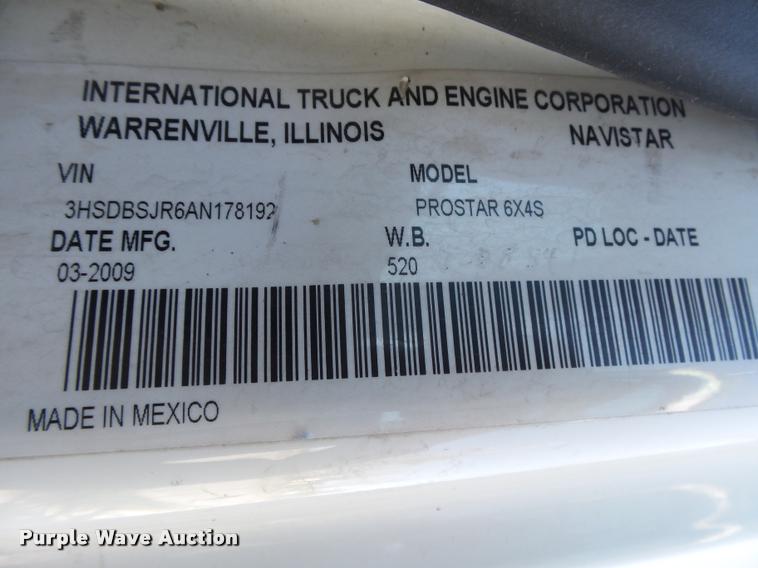 INTERNATIONAL TRUCK AND ENGINE CORPORATION
WARRENVILLE, ILLINOIS NAVISTAR
VIN MODEL
3HSDBSJR6AN178192 PROSTAR 6X4S
DATE MFG. W.B. PD LOC - DATE
03-2009 520
MADE IN MEXICO
Purple Wave Auction